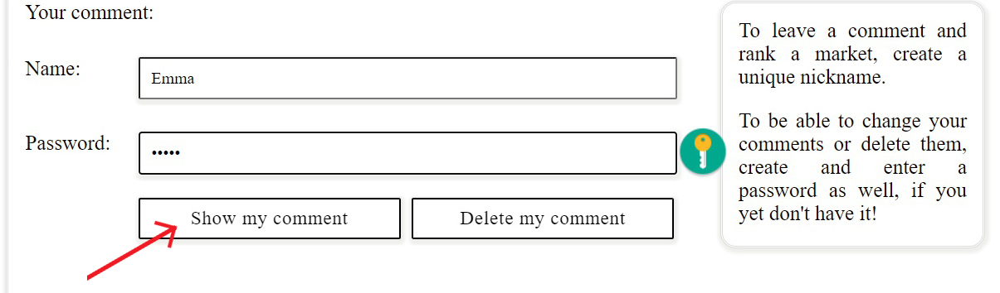 Your comment:
Name:
Emma
Password:
•••••
Show my comment
Delete my comment
To leave a comment and
rank a market, create a
unique nickname.
To be able to change your
comments or delete them,
create and enter a
password as well, if you
yet don't have it!